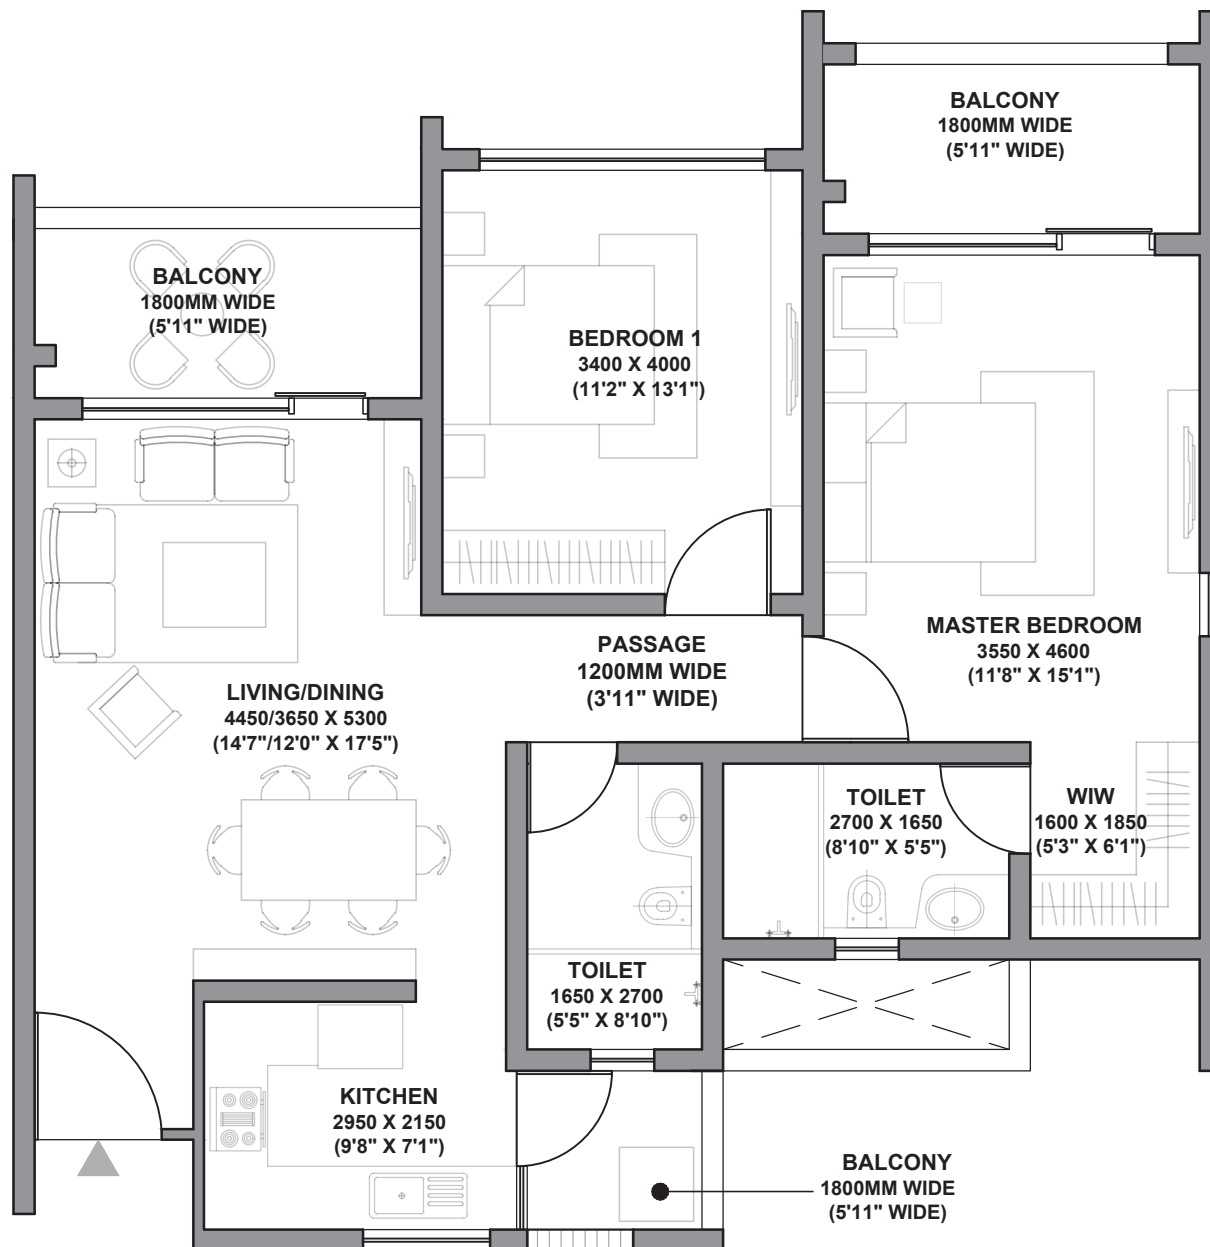 BALCONY
1800MM WIDE
(5'11" WIDE)
BALCONY
1800MM WIDE
(5'11" WIDE)
BEDROOM 1
3400 X 4000
(11'2" X 13'1")
MASTER BEDROOM
3550 X 4600
(11'8" X 15'1")
PASSAGE
1200MM WIDE
(3'11" WIDE)
LIVING/DINING
4450/3650 X 5300
(14'7"/12'0" X 17'5")
TOILET
2700 X 1650
(8'10" X 5'5")
WIW
1600 X 1850
(5'3" X 6'1")
TOILET
1650 X 2700
(5'5" X 8'10")
KITCHEN
2950 X 2150
(9'8" X 7'1")
BALCONY
1800MM WIDE
(5'11" WIDE)